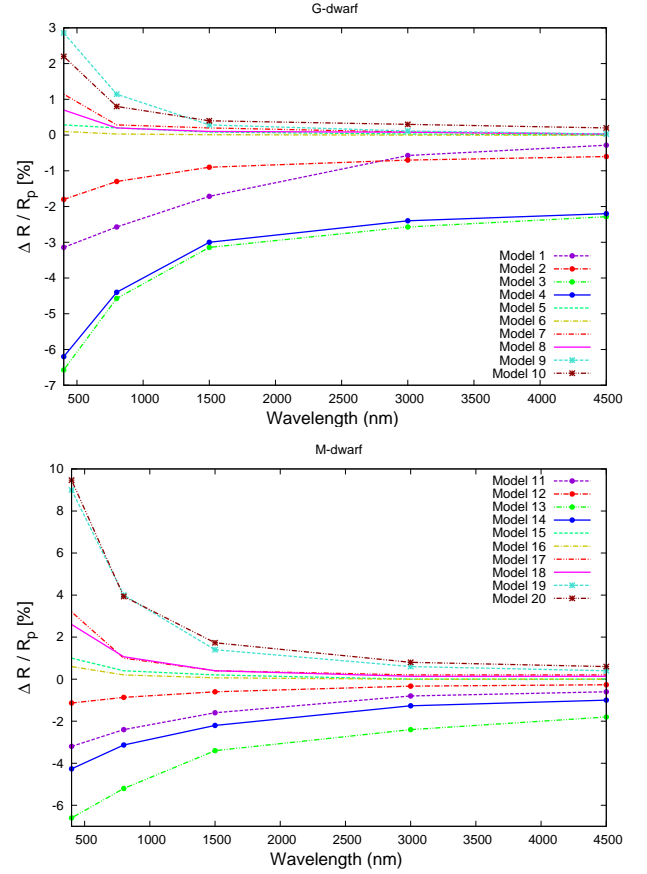 G-dwarf
3
2
1
0
-1
-2
-3
-4
-5
-6
-7
Δ R / Rp [%]
Model 1
Model 2
Model 3
Model 4
Model 5
Model 6
Model 7
Model 8
Model 9
Model 10
500 1000 1500 2000 2500 3000 3500 4000 4500
Wavelength (nm)
M-dwarf
10
8
6
4
2
0
-2
-4
-6
Δ R / Rp [%]
Model 11
Model 12
Model 13
Model 14
Model 15
Model 16
Model 17
Model 18
Model 19
Model 20
500 1000 1500 2000 2500 3000 3500 4000 4500
Wavelength (nm)